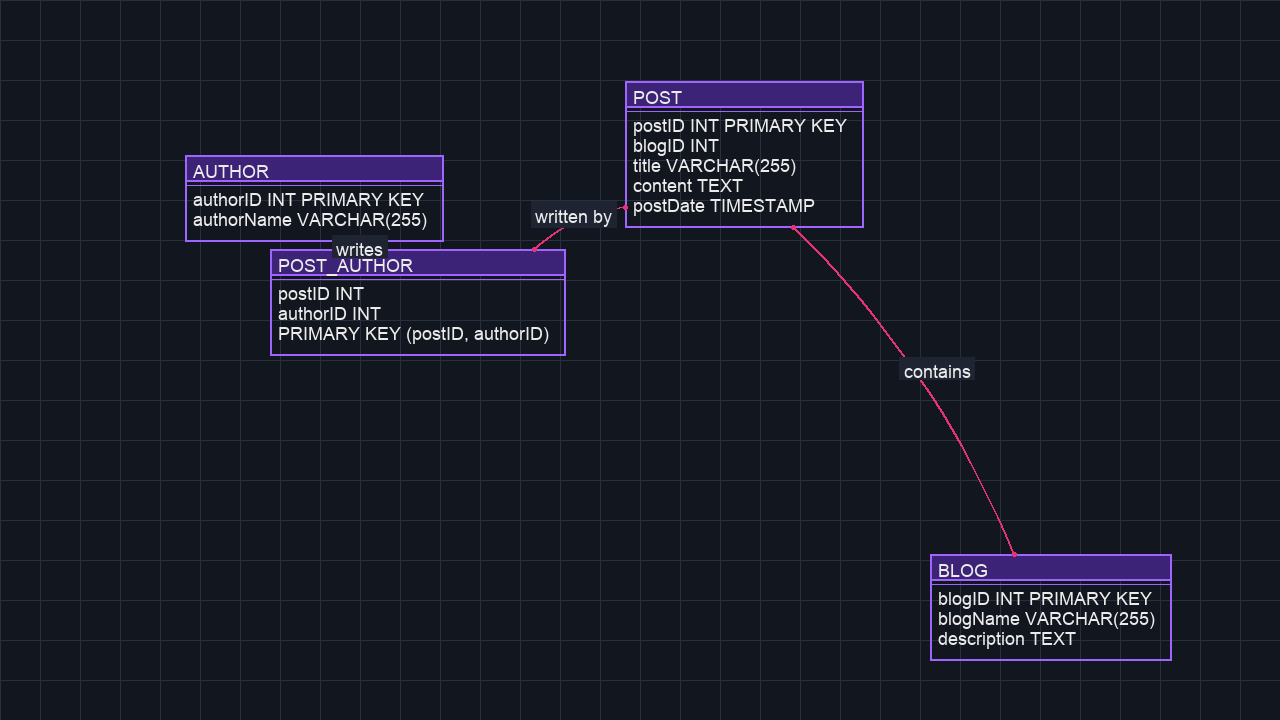 POST
postID INT PRIMARY KEY
blogID INT
title VARCHAR(255)
content TEXT
postDate TIMESTAMP
AUTHOR
authorID INT PRIMARY KEY
authorName VARCHAR(255)
written by
writes
POST_AUTHOR
postID INT
authorID INT
PRIMARY KEY (postID, authorID)
contains
BLOG
blogID INT PRIMARY KEY
blogName VARCHAR(255)
description TEXT